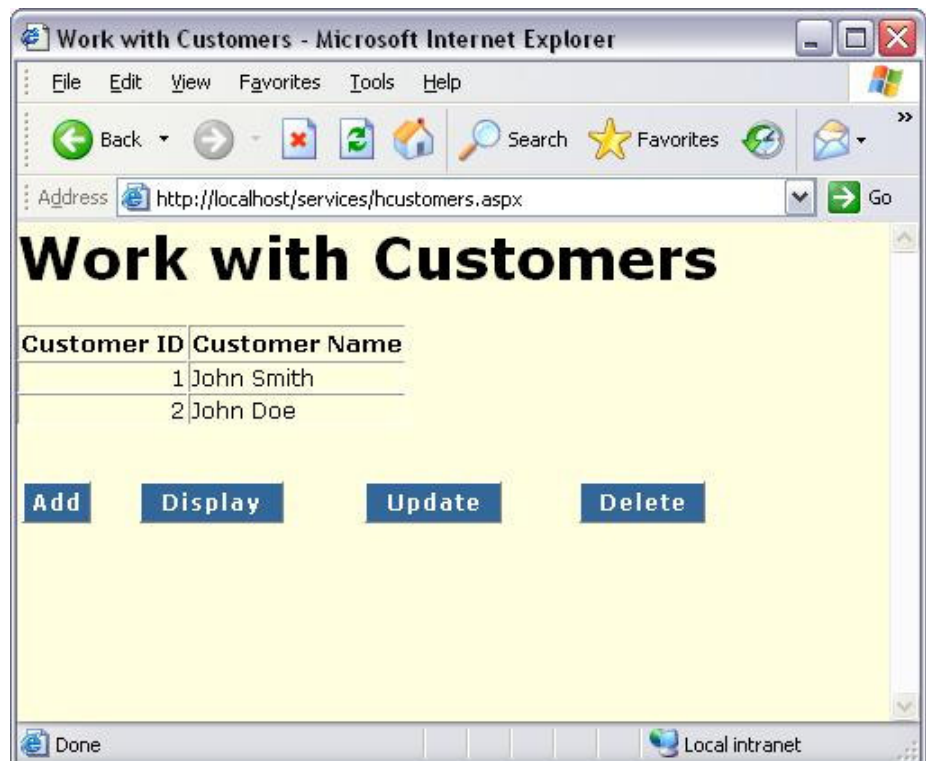 Work with Customers - Microsoft Internet Explorer
File Edit View Favorites Tools Help
Back Search Favorites »
Address http://localhost/services/hcustomers.aspx Go
Work with Customers
Customer ID Customer Name
1 John Smith
2 John Doe
Add Display Update Delete
Done Local intranet